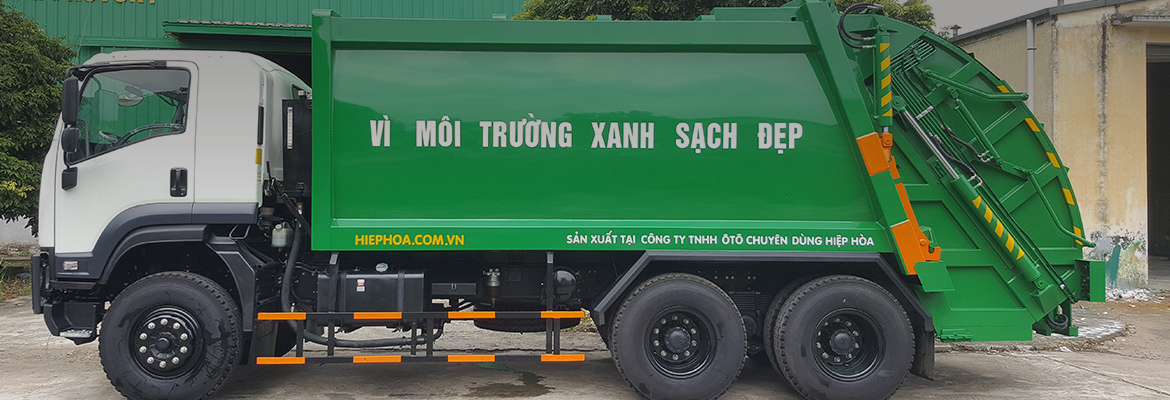 VÌ MÔI TRƯỜNG XANH SẠCH ĐẸP
HIEPHOA.COM.VN
SẢN XUẤT TẠI CÔNG TY TNHH ÔTÔ CHUYÊN DÙNG HIỆP HÒA